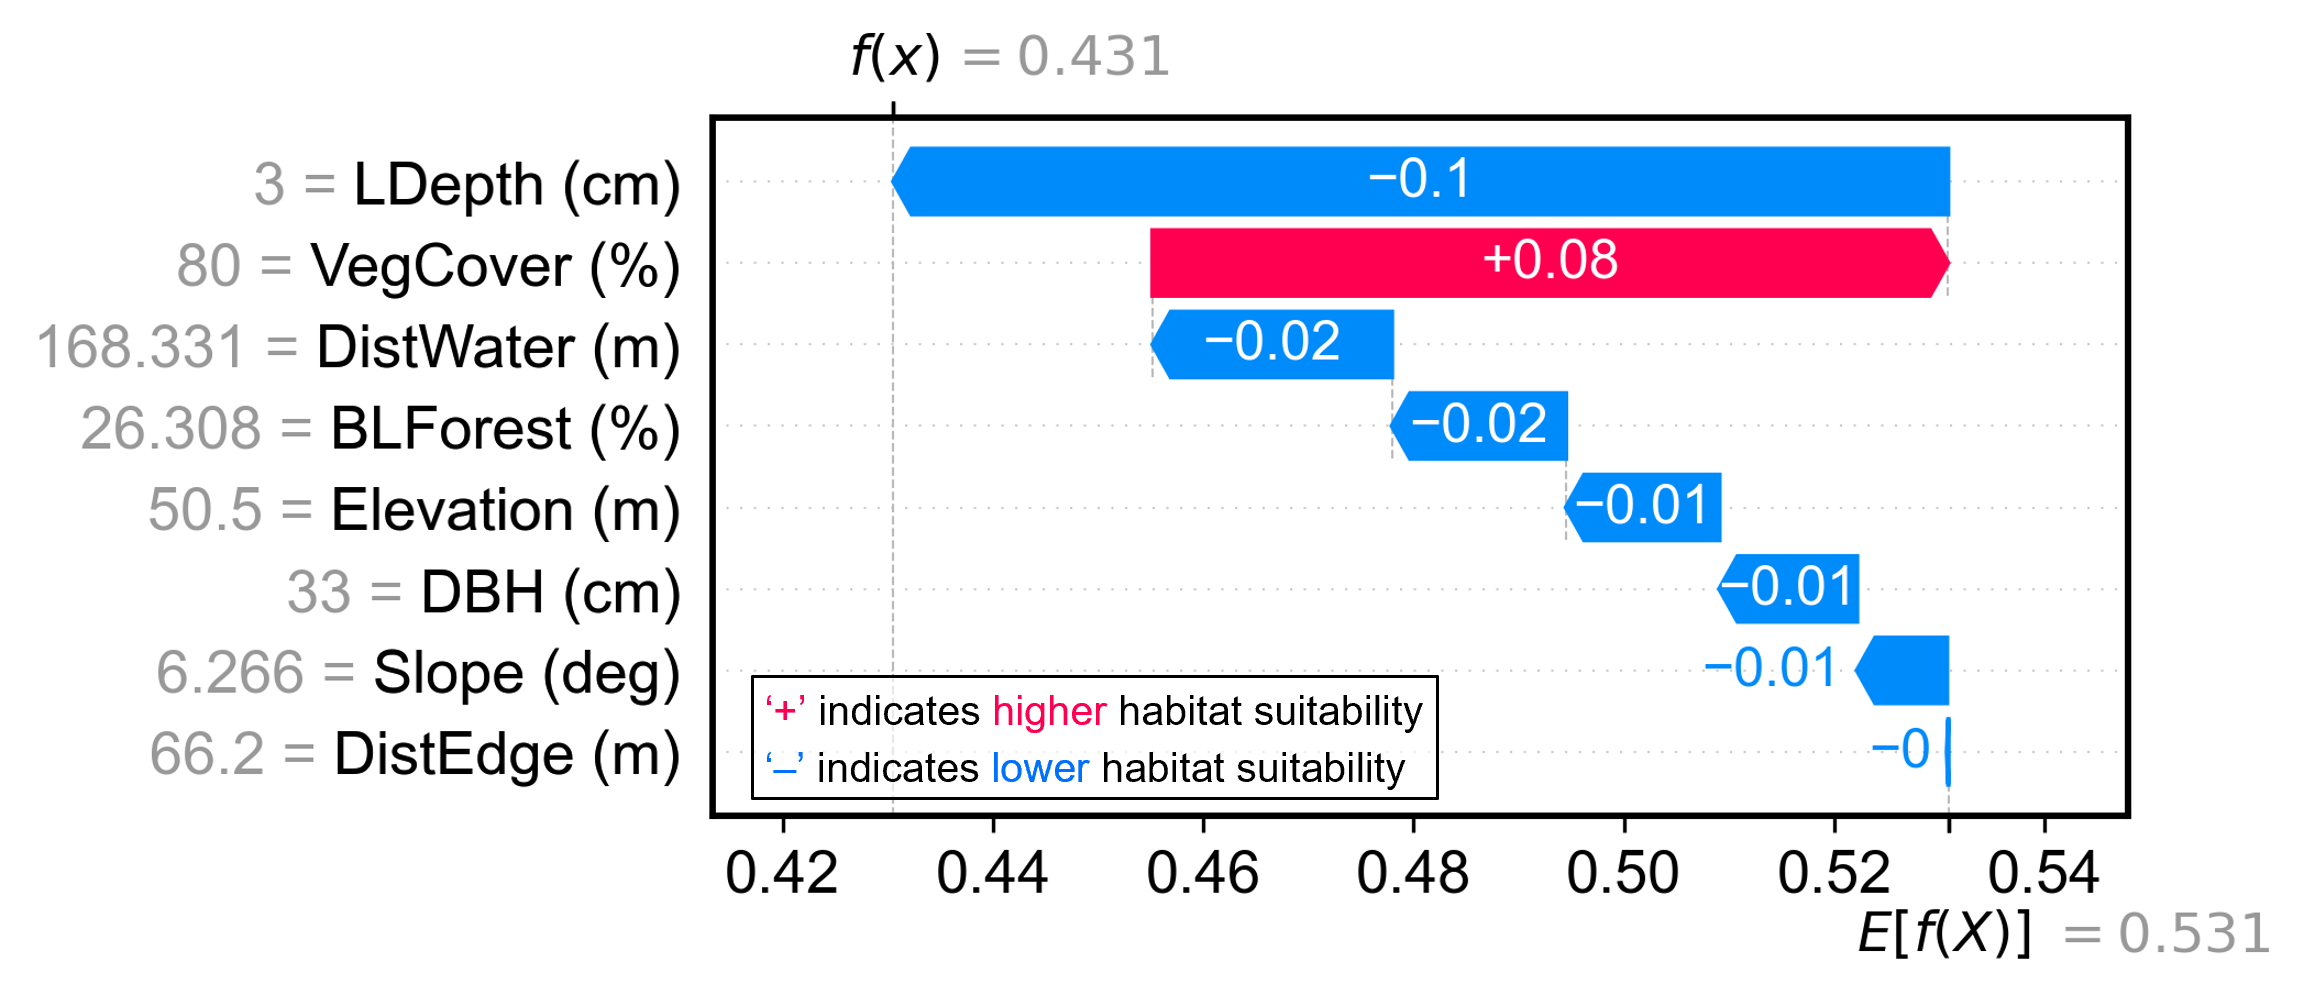 f(x) = 0.431
3 = LDepth (cm)
−0.1
80 = VegCover (%)
+0.08
168.331 = DistWater (m)
−0.02
26.308 = BLForest (%)
−0.02
50.5 = Elevation (m)
−0.01
33 = DBH (cm)
−0.01
6.266 = Slope (deg)
−0.01
‘+’ indicates higher habitat suitability
66.2 = DistEdge (m)
−0
‘–’ indicates lower habitat suitability
0.42 0.44 0.46 0.48 0.50 0.52 0.54
E[f(X)] = 0.531